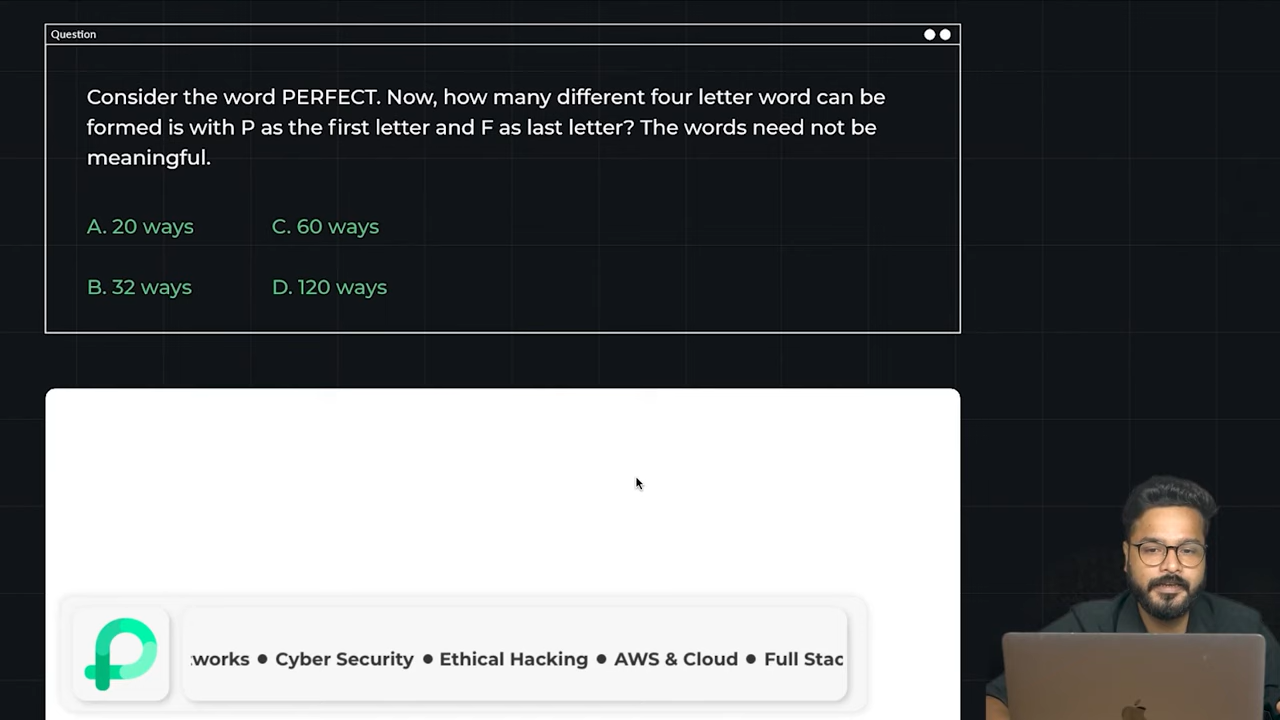 Question
Consider the word PERFECT. Now, how many different four letter word can be
formed is with P as the first letter and F as last letter? The words need not be
meaningful.
A. 20 ways
C. 60 ways
B. 32 ways
D. 120 ways
tworks ● Cyber Security ● Ethical Hacking ● AWS & Cloud ● Full Stac